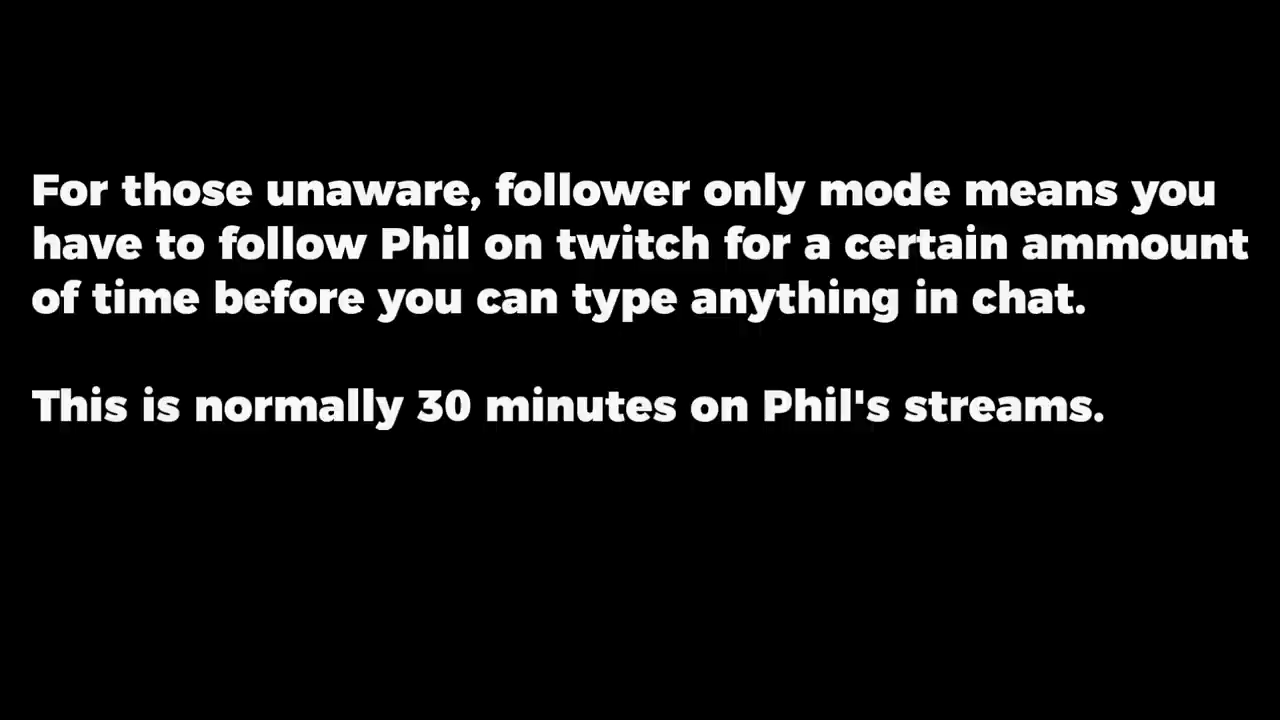 For those unaware, follower only mode means you
have to follow Phil on twitch for a certain ammount
of time before you can type anything in chat.
This is normally 30 minutes on Phil's streams.